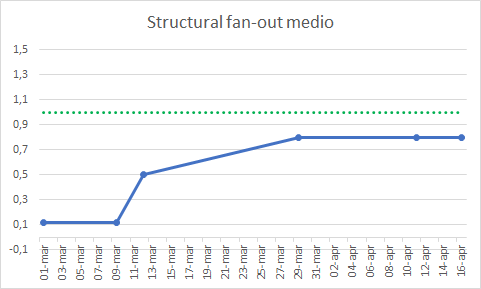 Structural fan-out medio
1,5
1,3
1,1
0,9
0,7
0,5
0,3
0,1
-0,1
01-mar
03-mar
05-mar
07-mar
09-mar
11-mar
13-mar
15-mar
17-mar
19-mar
21-mar
23-mar
25-mar
27-mar
29-mar
31-mar
02-apr
04-apr
06-apr
08-apr
10-apr
12-apr
14-apr
16-apr